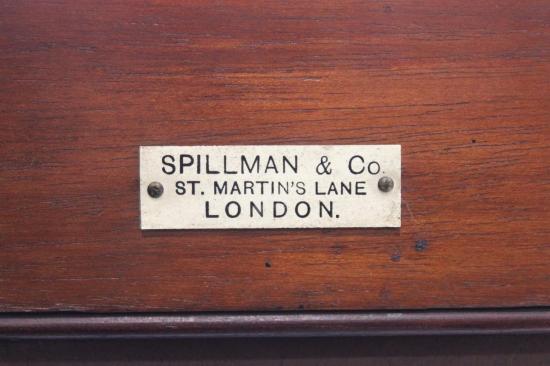 SPILLMAN & Co.
ST. MARTIN'S LANE
LONDON.